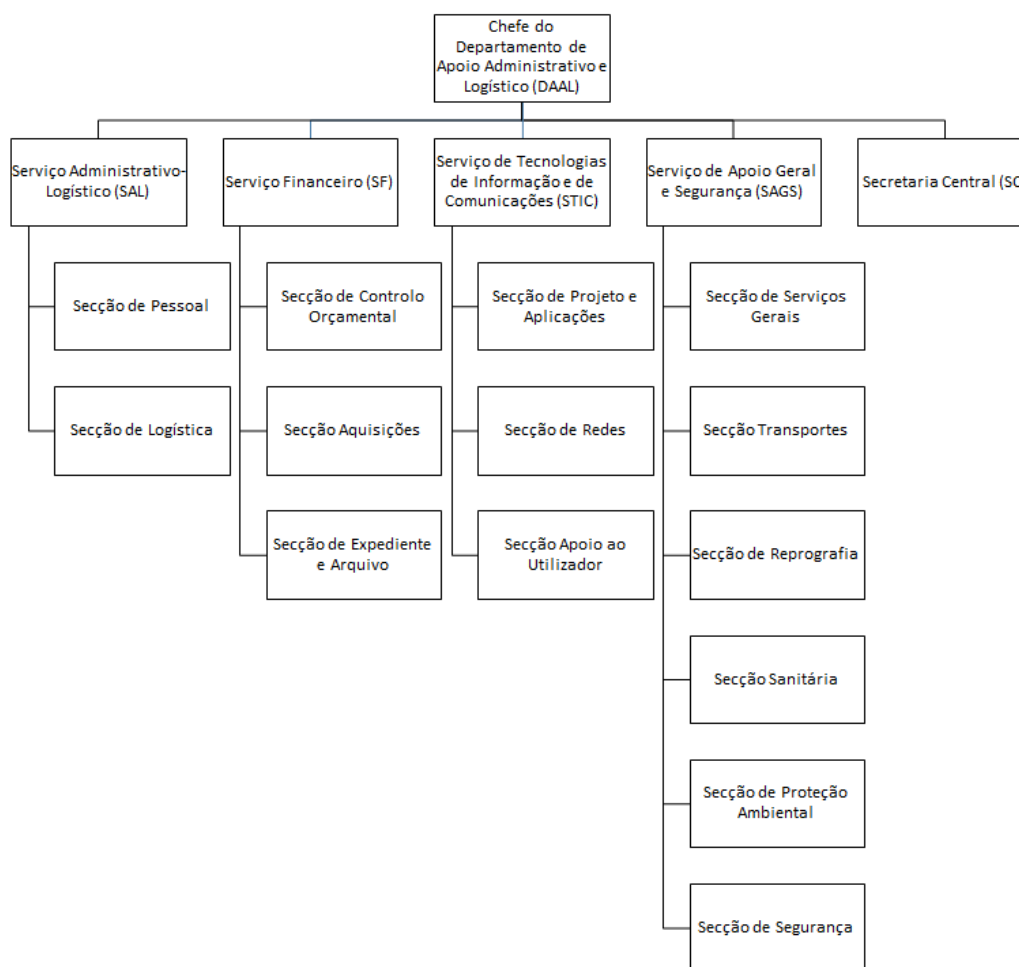 Chefe do
Departamento de
Apoio Administrativo e
Logístico (DAAL)
Serviço Administrativo-
Logístico (SAL)
Serviço Financeiro (SF)
Serviço de Tecnologias
de Informação e de
Comunicações (STIC)
Serviço de Apoio Geral
e Segurança (SAGS)
Secretaria Central (SC
Secção de Pessoal
Secção de Logística
Secção de Controlo
Orçamental
Secção Aquisições
Secção de Expediente
e Arquivo
Secção de Projeto e
Aplicações
Secção de Redes
Secção Apoio ao
Utilizador
Secção de Serviços
Gerais
Secção Transportes
Secção de Reprografia
Secção Sanitária
Secção de Proteção
Ambiental
Secção de Segurança